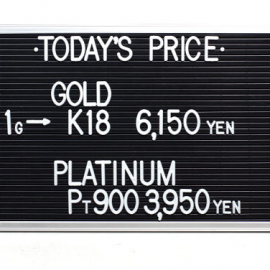 ·TODAY'S PRICE·
GOLD
1G→ K18 6,150 YEN
PLATINUM
PT900 3,950 YEN